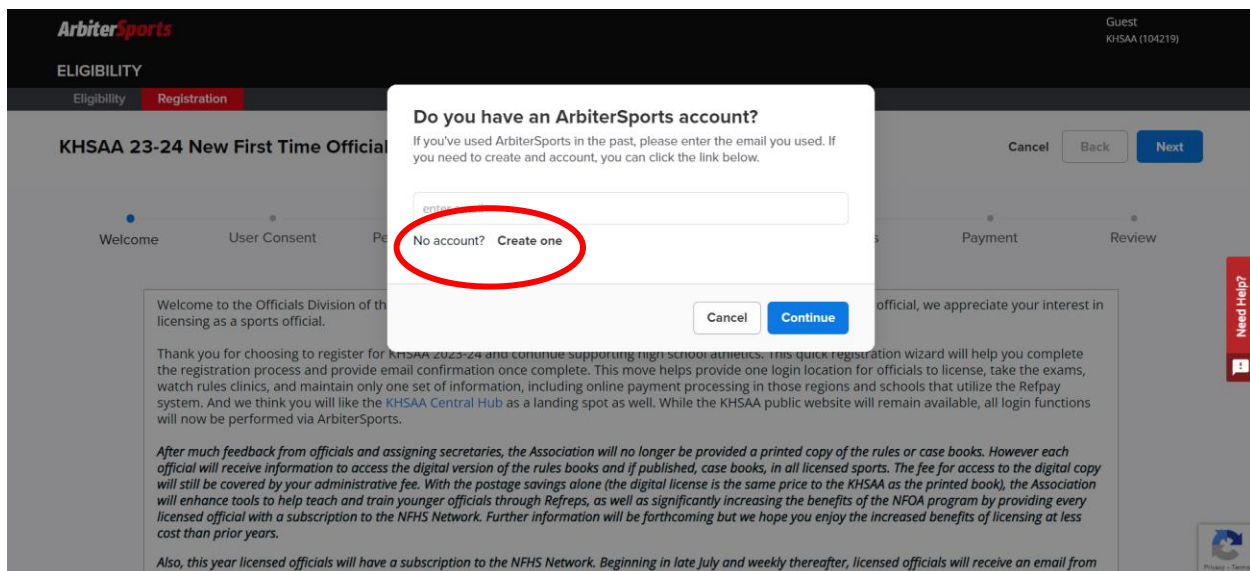 ArbiterSports
Guest
KHSAA (104219)
ELIGIBILITY
Eligibility Registration
KHSAA 23-24 New First Time Official
Cancel Back Next
Welcome User Consent Payment Review
Do you have an ArbiterSports account?
If you've used ArbiterSports in the past, please enter the email you used. If
you need to create and account, you can click the link below.
enter email
No account? Create one
Cancel Continue
Need Help?
Welcome to the Officials Division of th official, we appreciate your interest in
licensing as a sports official.
Thank you for choosing to register for KHSAA 2023-24 and continue supporting high school athletics. This quick registration wizard will help you complete
the registration process and provide email confirmation once complete. This move helps provide one login location for officials to license, take the exams,
watch rules clinics, and maintain only one set of information, including online payment processing in those regions and schools that utilize the Refpay
system. And we think you will like the KHSAA Central Hub as a landing spot as well. While the KHSAA public website will remain available, all login functions
will now be performed via ArbiterSports.
After much feedback from officials and assigning secretaries, the Association will no longer be provided a printed copy of the rules or case books. However each
official will receive information to access the digital version of the rules books and if published, case books, in all licensed sports. The fee for access to the digital copy
will still be covered by your administrative fee. With the postage savings alone (the digital license is the same price to the KHSAA as the printed book), the Association
will enhance tools to help teach and train younger officials through Refreps, as well as significantly increasing the benefits of the NFOA program by providing every
licensed official with a subscription to the NFHS Network. Further information will be forthcoming but we hope you enjoy the increased benefits of licensing at less
cost than prior years.
Also, this year licensed officials will have a subscription to the NFHS Network. Beginning in late July and weekly thereafter, licensed officials will receive an email from
Privacy - Terms